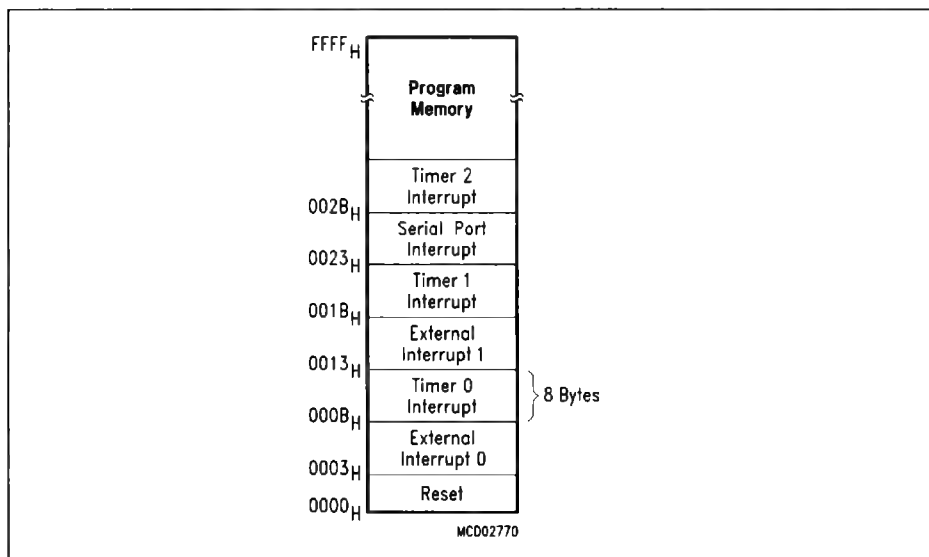 FFFFH
Program
Memory
Timer 2
Interrupt
002BH
Serial Port
Interrupt
0023H
Timer 1
Interrupt
001BH
External
Interrupt 1
0013H
Timer 0
Interrupt
8 Bytes
000BH
External
Interrupt 0
0003H
Reset
0000H
MCD02770